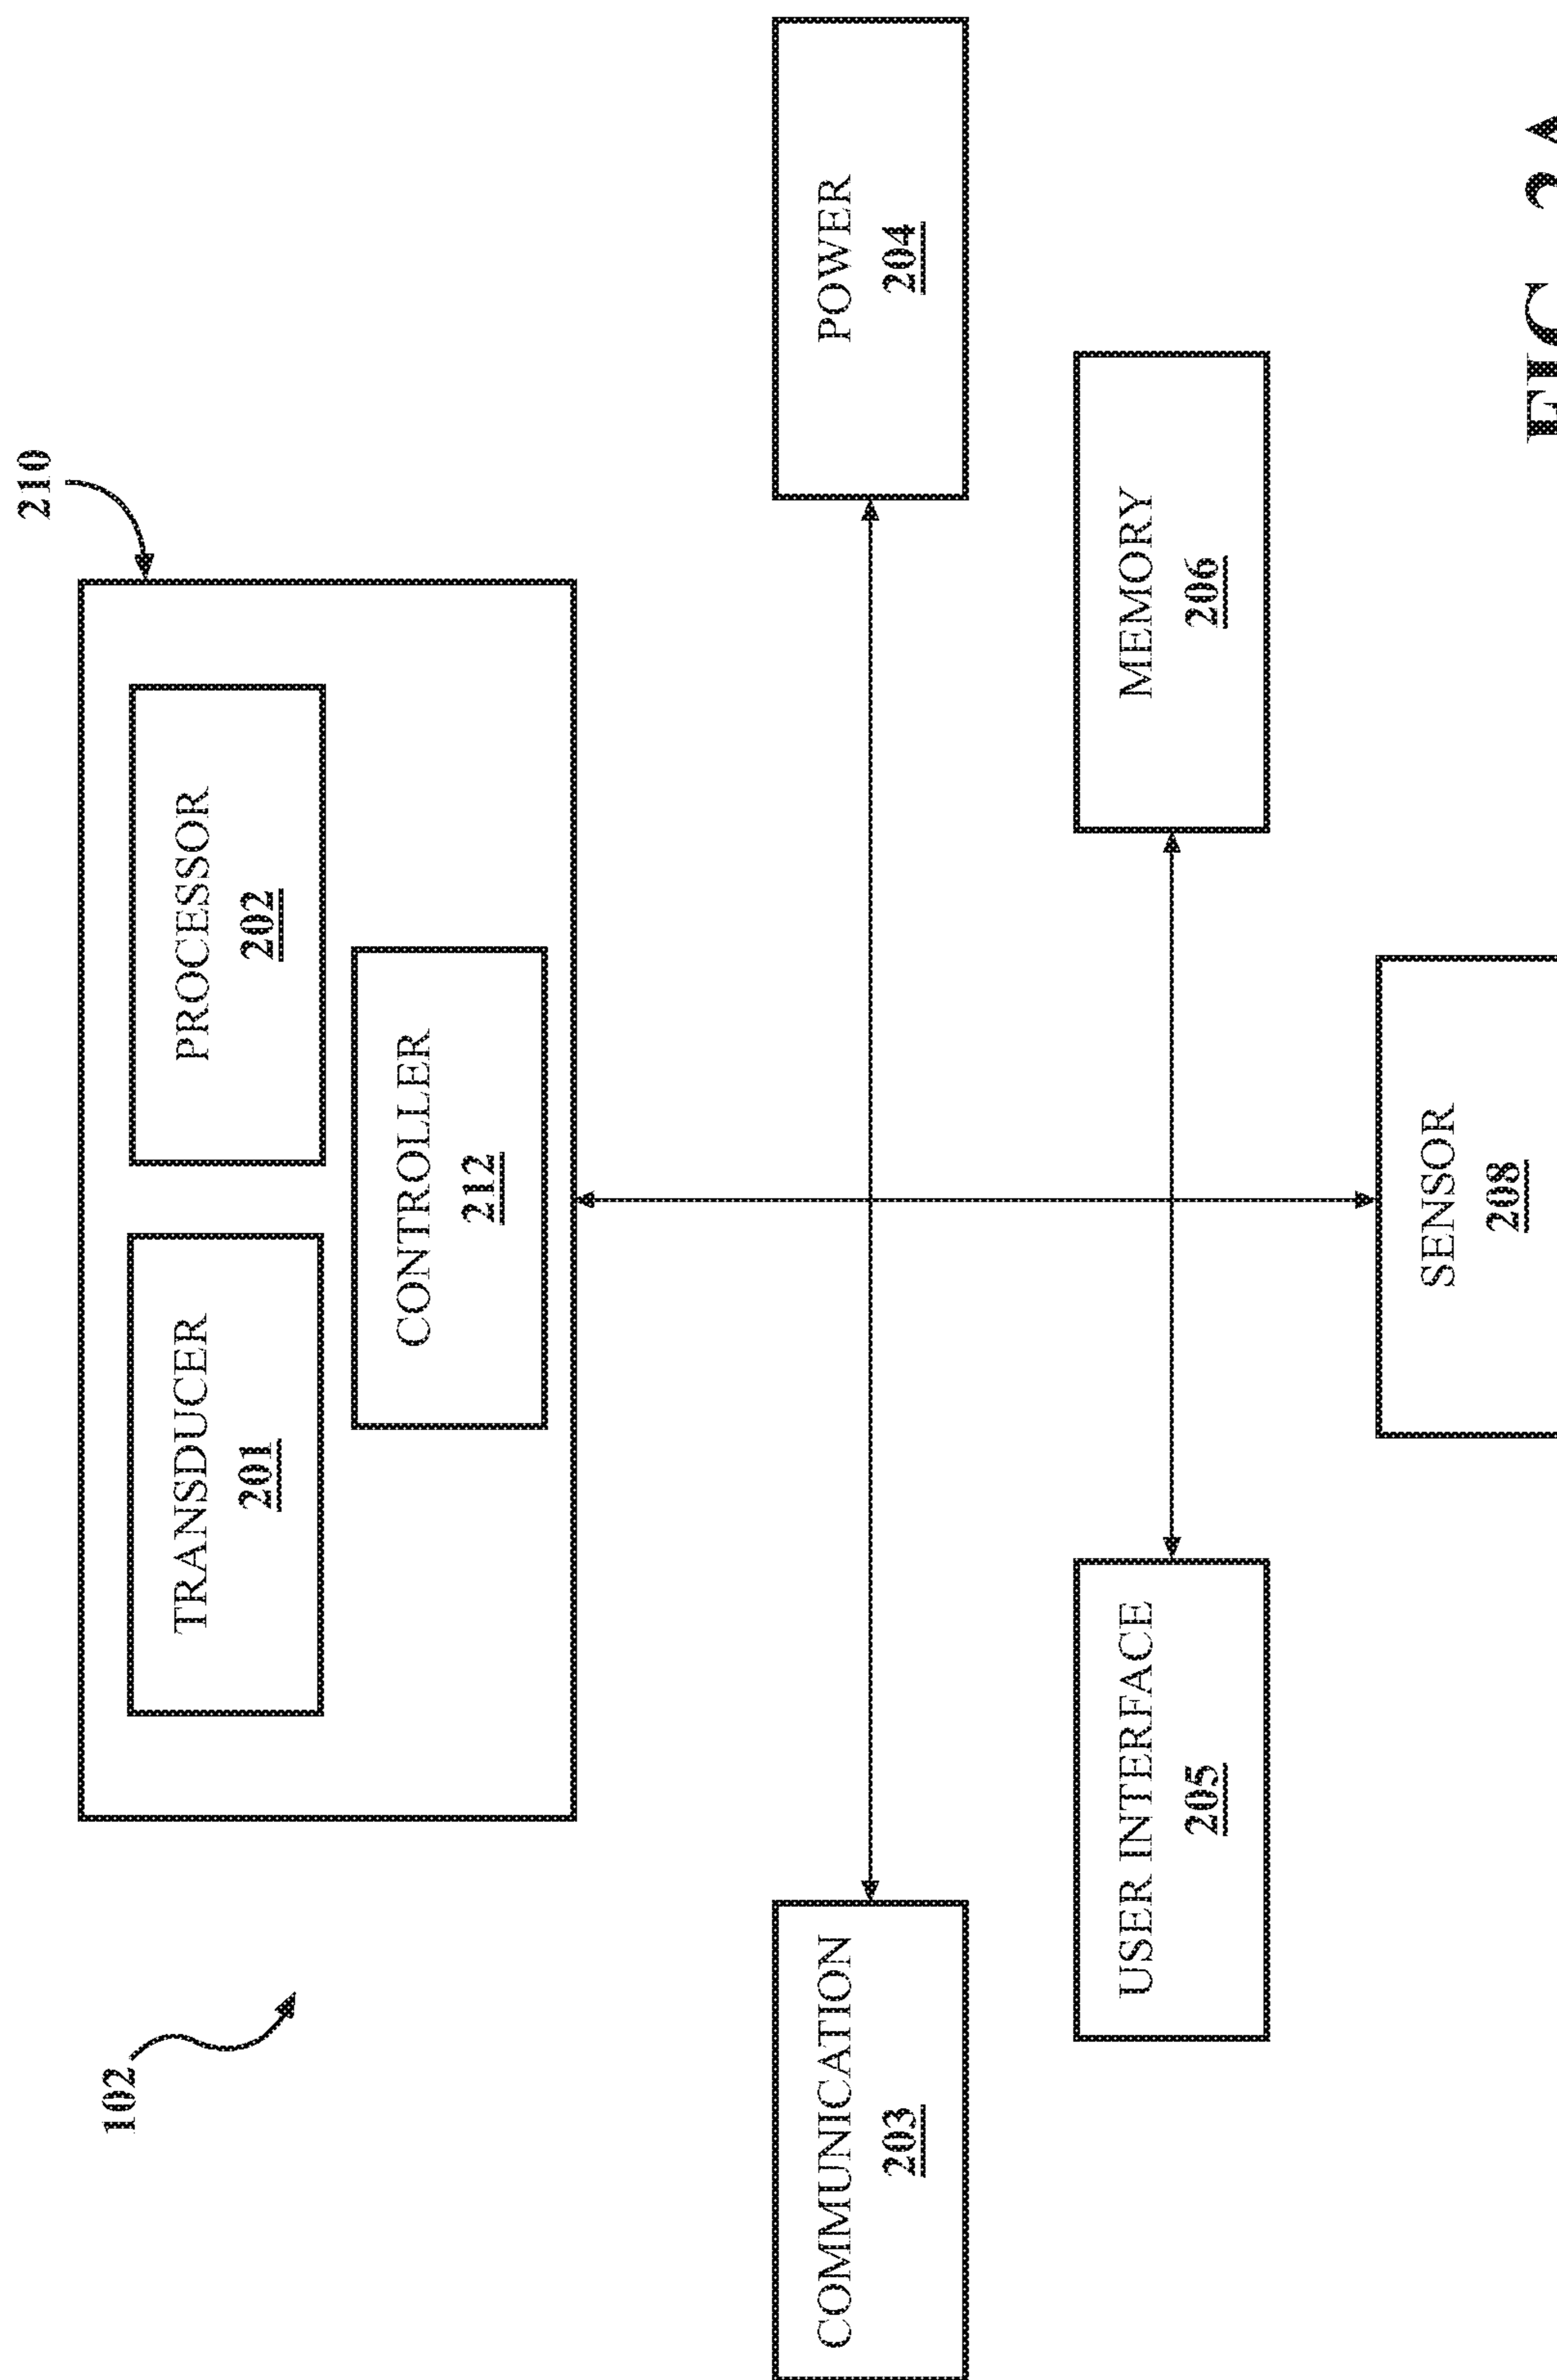 210
102
TRANSDUCER
201
PROCESSOR
202
CONTROLLER
212
COMMUNICATION
203
POWER
204
USER INTERFACE
205
MEMORY
206
SENSOR
208